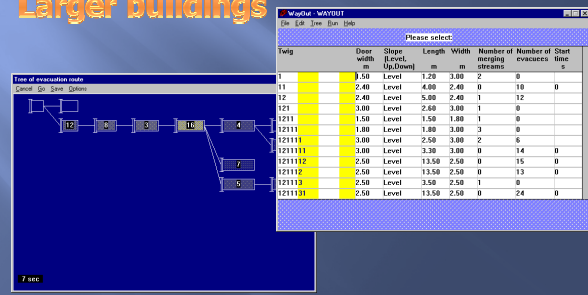 Larger buildings
WayOut - WAYOUT
File Edit Tree Run Help
Please select:
Twig Door width m Slope (Level, Up,Down) Length m Width m Number of merging streams Number of evacuees Start time s
1 1.50 Level 1.20 3.00 2 0
11 2.40 Level 4.00 2.40 0 10 0
12 2.40 Level 5.00 2.40 1 12
121 3.00 Level 2.60 3.00 1 0
1211 1.50 Level 1.50 1.80 1 0
12111 1.80 Level 1.80 3.00 3 0
121111 3.00 Level 2.50 3.00 2 6
1211111 3.00 Level 3.30 3.00 0 14 0
1211112 2.50 Level 13.50 2.50 0 15 0
121112 2.50 Level 13.50 2.50 0 13 0
121113 2.50 Level 3.50 2.50 1 0
1211131 2.50 Level 13.50 2.50 0 24 0
Tree of evacuation route
Cancel Go Save Options
12 8 3 16 4
7
5
7 sec